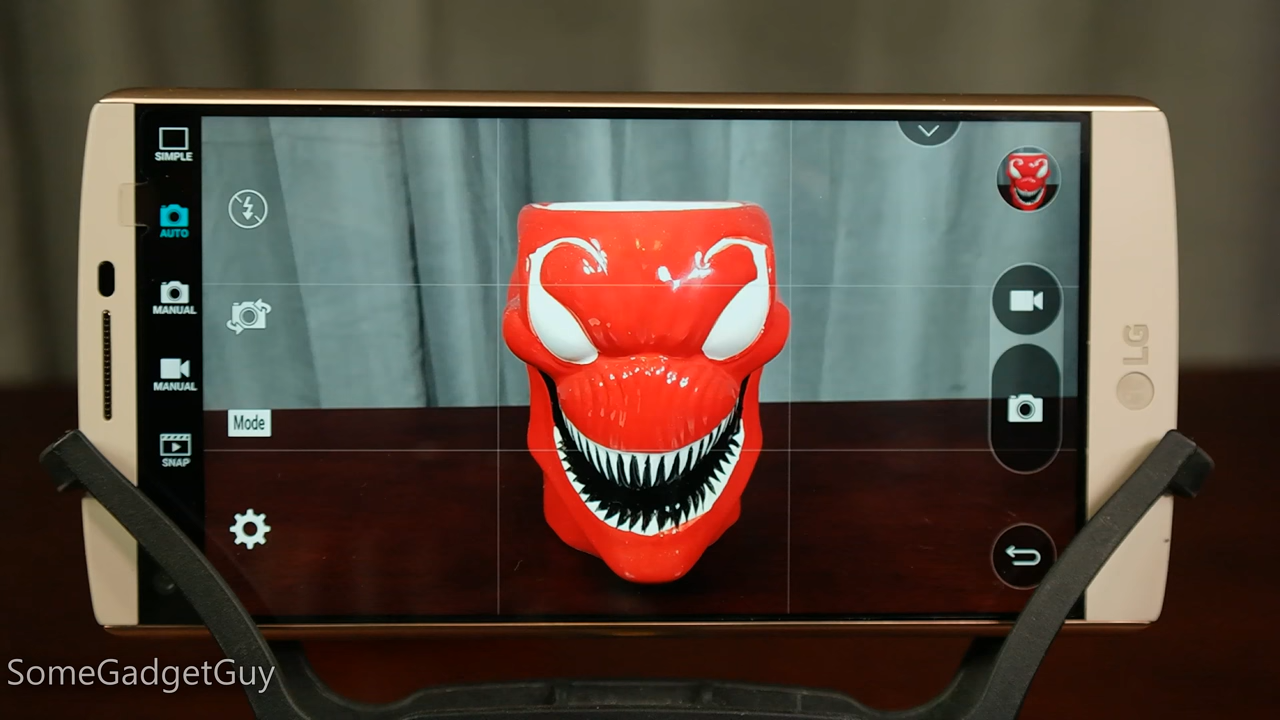 SIMPLE
AUTO
MANUAL
MANUAL
SNAP
Mode
LG
SomeGadgetGuy